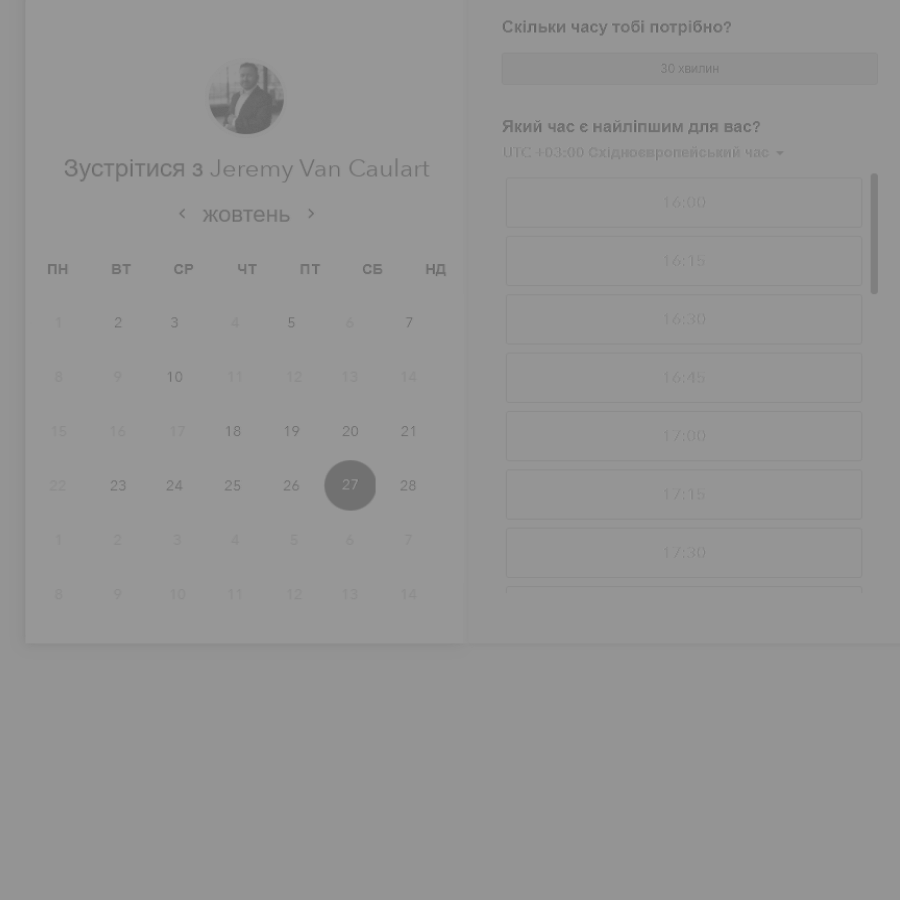 Зустрітися з Jeremy Van Caulart
жовтень
ПН ВТ СР ЧТ ПТ СБ НД
1 2 3 4 5 6 7
8 9 10 11 12 13 14
15 16 17 18 19 20 21
22 23 24 25 26 27 28
1 2 3 4 5 6 7
8 9 10 11 12 13 14
Скільки часу тобі потрібно?
30 хвилин
Який час є найліпшим для вас?
UTC +03:00 Східноєвропейський час
16:00
16:15
16:30
16:45
17:00
17:15
17:30